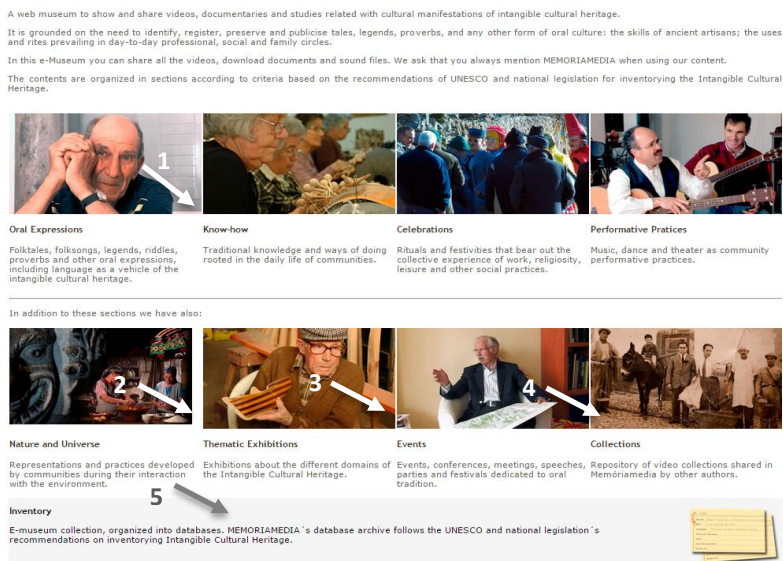 A web museum to show and share videos, documentaries and studies related with cultural manifestations of intangible cultural heritage.
It is grounded on the need to identify, register, preserve and publicise tales, legends, proverbs, and any other form of oral culture: the skills of ancient artisans; the uses
and rites prevailing in day-to-day professional, social and family circles.
In this e-Museum you can share all the videos, download documents and sound files. We ask that you always mention MEMORIAMEDIA when using our content.
The contents are organized in sections according to criteria based on the recommendations of UNESCO and national legislation for inventorying the Intangible Cultural
Heritage.
1
Oral Expressions
Folktales, folksongs, legends, riddles,
proverbs and other oral expressions,
including language as a vehicle of the
intangible cultural heritage.
Know-how
Traditional knowledge and ways of doing
rooted in the daily life of communities.
Celebrations
Rituals and festivities that bear out the
collective experience of work, religiosity,
leisure and other social practices.
Performative Pratices
Music, dance and theater as community
performative practices.
In addition to these sections we have also:
2
3
4
Nature and Universe
Representations and practices developed
by communities during their interaction
with the environment.
Thematic Exhibitions
Exhibitions about the different domains of
the Intangible Cultural Heritage.
Events
Events, conferences, meetings, speeches,
parties and festivals dedicated to oral
tradition.
Collections
Repository of video collections shared in
Memóriamedia by other authors.
5
Inventory
E-museum collection, organized into databases. MEMORIAMEDIA´s database archive follows the UNESCO and national legislation´s
recommendations on inventorying Intangible Cultural Heritage.